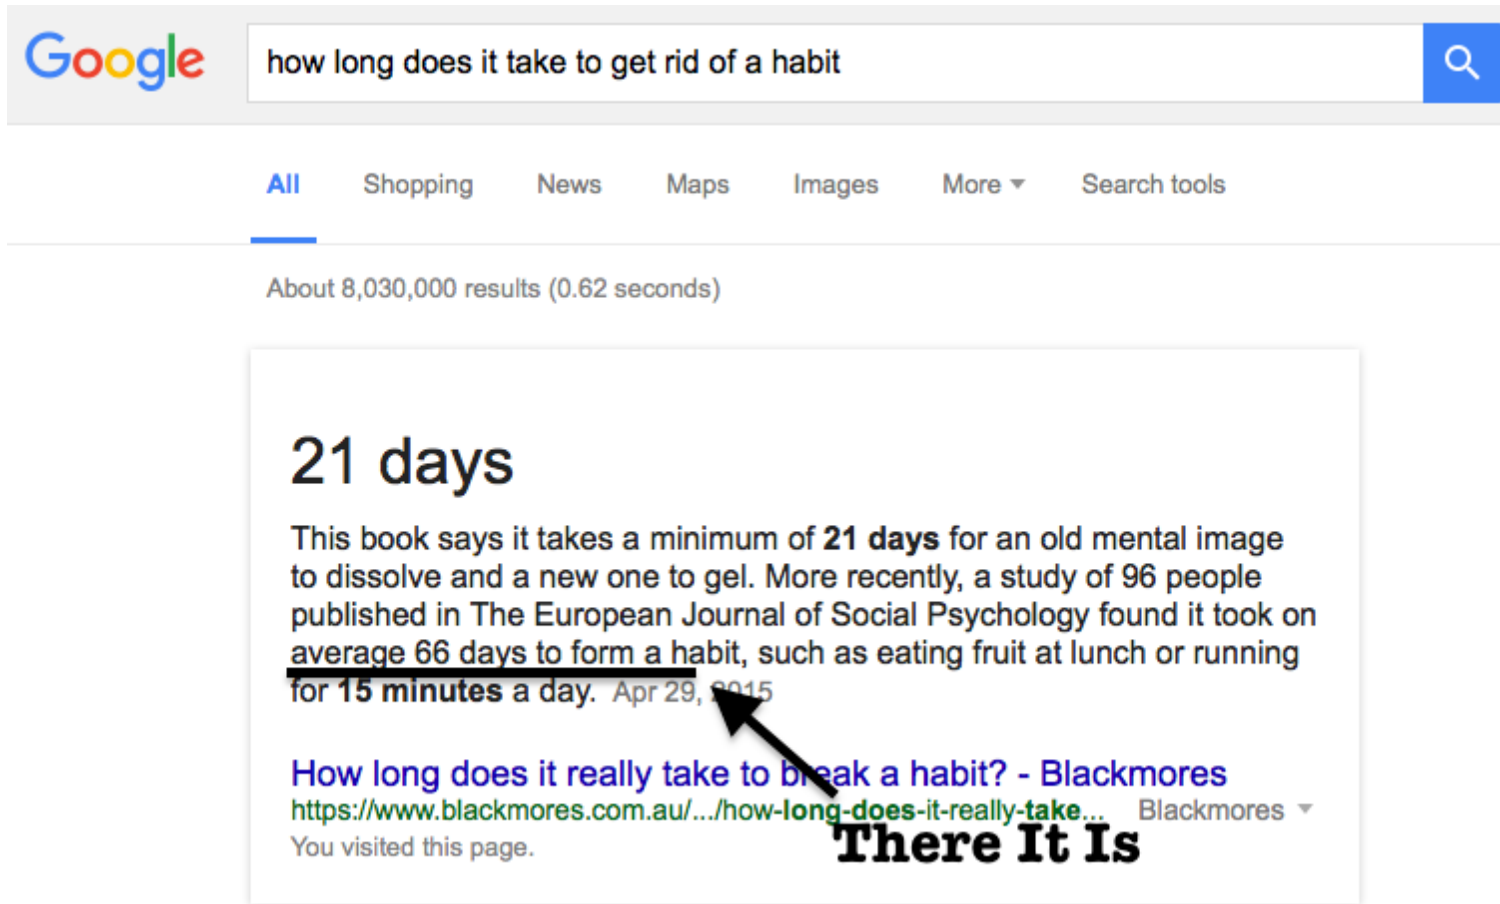 Google how long does it take to get rid of a habit
All Shopping News Maps Images More Search tools
About 8,030,000 results (0.62 seconds)
21 days
This book says it takes a minimum of 21 days for an old mental image
to dissolve and a new one to gel. More recently, a study of 96 people
published in The European Journal of Social Psychology found it took on
average 66 days to form a habit, such as eating fruit at lunch or running
for 15 minutes a day. Apr 29, 2015
How long does it really take to break a habit? - Blackmores
https://www.blackmores.com.au/.../how-long-does-it-really-take... Blackmores
You visited this page.
There It Is